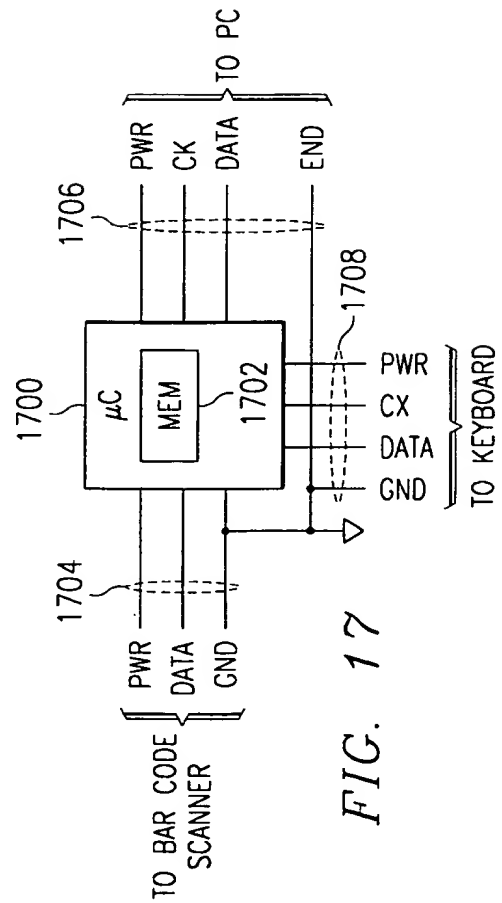 1700
1706
μC
MEM
1702
1704
PWR
DATA
GND
TO BAR CODE
SCANNER
PWR
CK
DATA
END
TO PC
1708
GND
DATA
CX
PWR
TO KEYBOARD
FIG. 17